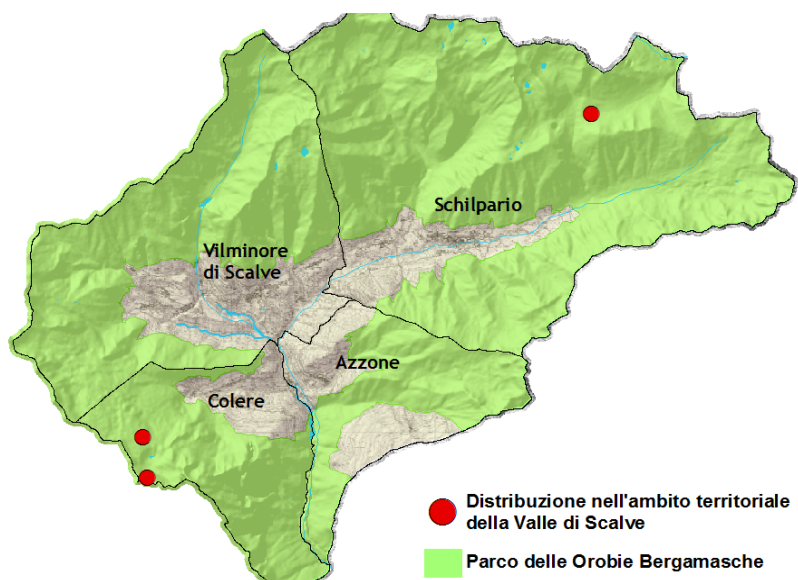 Schilpario
Vilminore
di Scalve
Azzone
Colere
Distribuzione nell'ambito territoriale
della Valle di Scalve
Parco delle Orobie Bergamasche